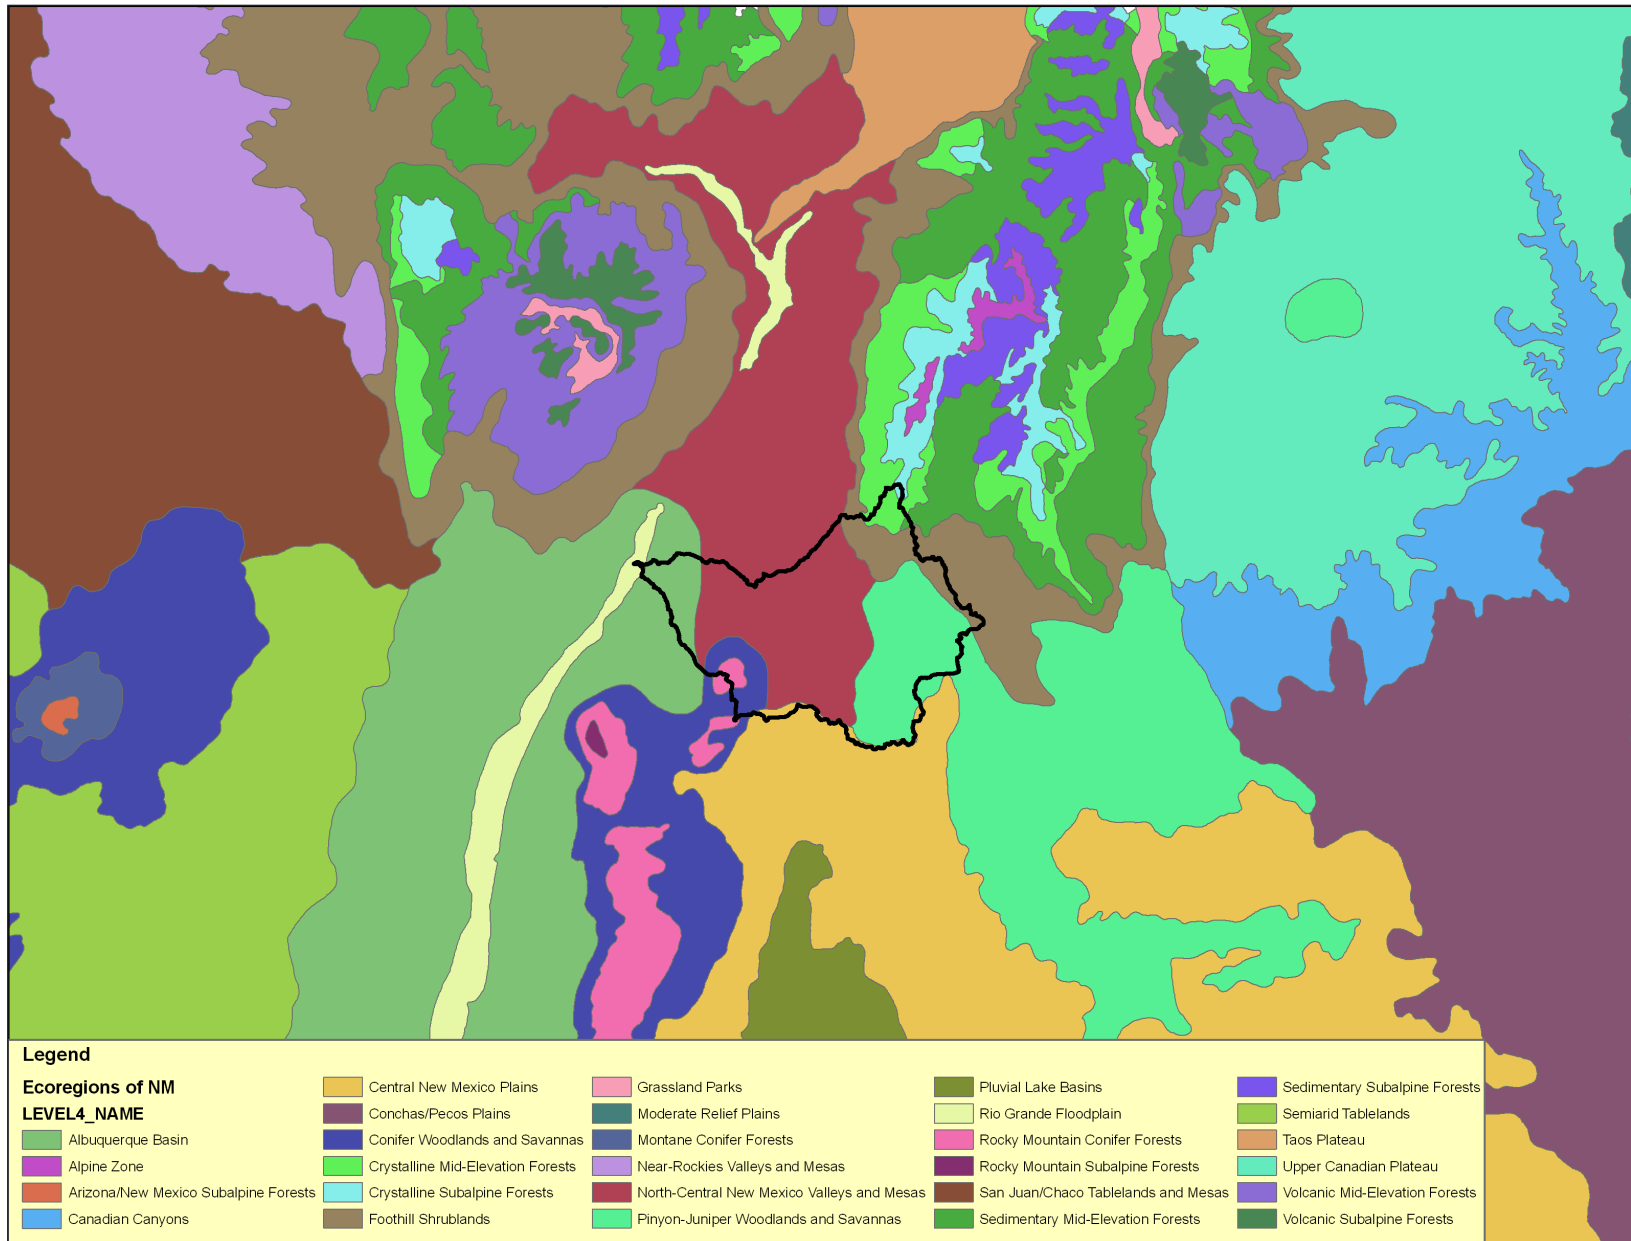 Legend
Ecoregions of NM
LEVEL4_NAME
Albuquerque Basin
Alpine Zone
Arizona/New Mexico Subalpine Forests
Canadian Canyons
Central New Mexico Plains
Conchas/Pecos Plains
Conifer Woodlands and Savannas
Crystalline Mid-Elevation Forests
Crystalline Subalpine Forests
Foothill Shrublands
Grassland Parks
Moderate Relief Plains
Montane Conifer Forests
Near-Rockies Valleys and Mesas
North-Central New Mexico Valleys and Mesas
Pinyon-Juniper Woodlands and Savannas
Pluvial Lake Basins
Rio Grande Floodplain
Rocky Mountain Conifer Forests
Rocky Mountain Subalpine Forests
San Juan/Chaco Tablelands and Mesas
Sedimentary Mid-Elevation Forests
Sedimentary Subalpine Forests
Semiarid Tablelands
Taos Plateau
Upper Canadian Plateau
Volcanic Mid-Elevation Forests
Volcanic Subalpine Forests